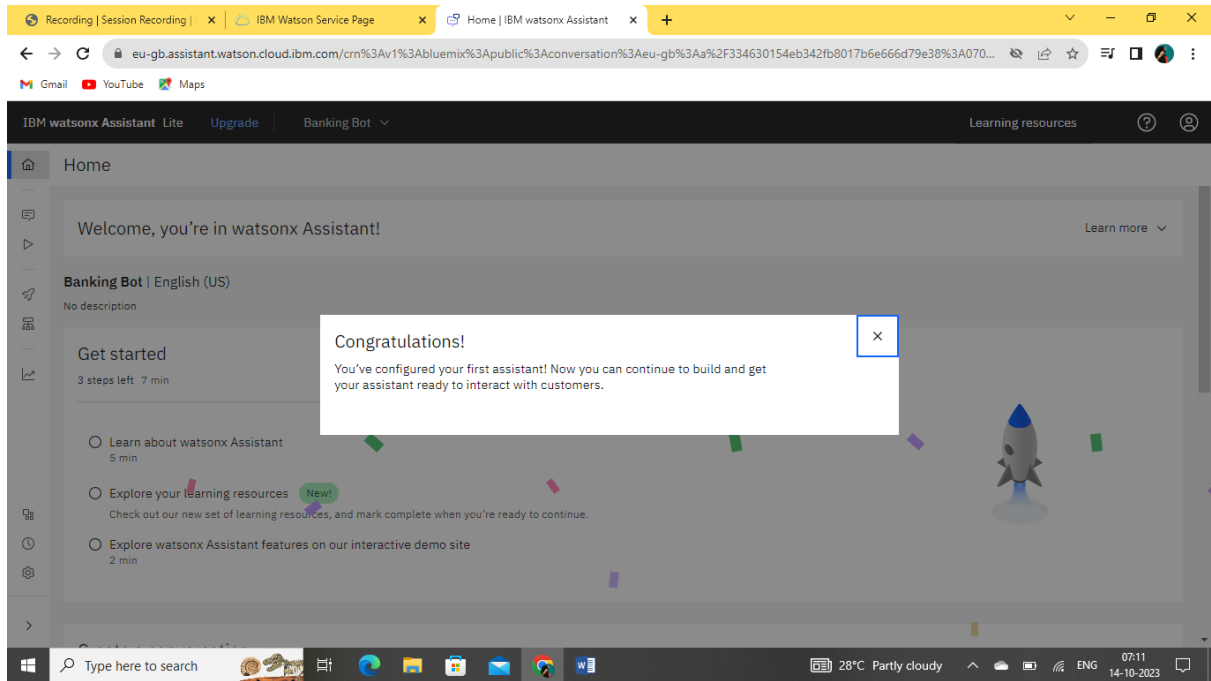 Recording | Session Recording |
IBM Watson Service Page
Home | IBM watsonx Assistant
eu-gb.assistant.watson.cloud.ibm.com/crn%3Av1%3Abluemix%3Apublic%3Aconversation%3Aeu-gb%3Aa%2F334630154eb342fb8017b6e666d79e38%3A070...
Gmail YouTube Maps
IBM watsonx Assistant Lite Upgrade Banking Bot Learning resources
Home
Welcome, you're in watsonx Assistant!
Learn more
Banking Bot | English (US)
No description
Get started
3 steps left 7 min
Congratulations!
You've configured your first assistant! Now you can continue to build and get
your assistant ready to interact with customers.
Learn about watsonx Assistant
5 min
Explore your learning resources New!
Check out our new set of learning resources, and mark complete when you're ready to continue.
Explore watsonx Assistant features on our interactive demo site
2 min
Type here to search
28°C Partly cloudy
ENG
07:11
14-10-2023